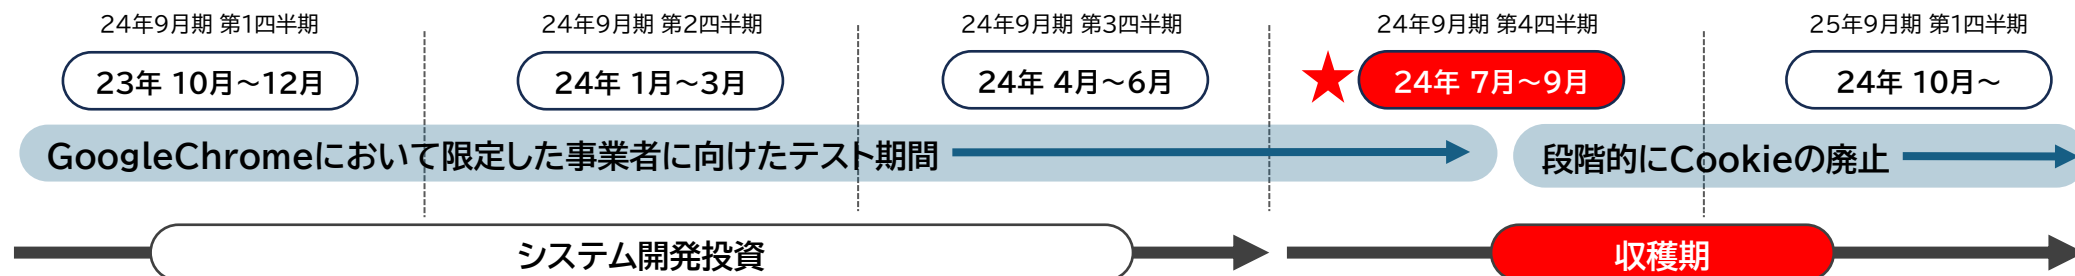 24年9月期 第1四半期
24年9月期 第2四半期
24年9月期 第3四半期
24年9月期 第4四半期
25年9月期 第1四半期
23年 10月～12月
24年 1月～3月
24年 4月～6月
24年 7月～9月
24年 10月～
GoogleChromeにおいて限定した事業者に向けたテスト期間
段階的にCookieの廃止
システム開発投資
収穫期